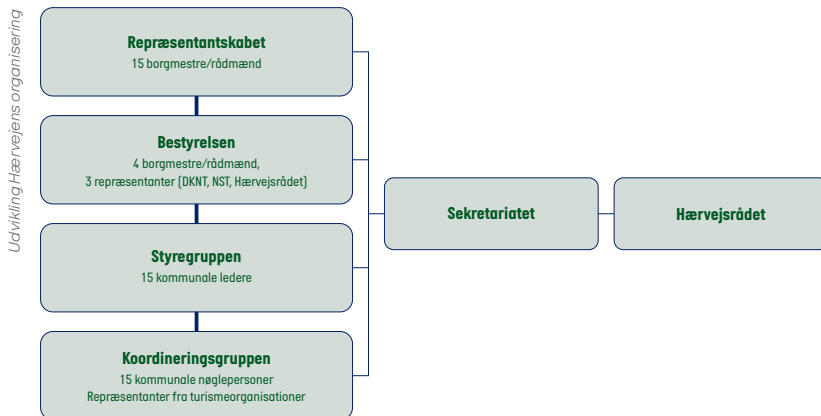 Udvikling Hærvejens organisering
Repræsentantskabet
15 borgmestre/rådmænd
Bestyrelsen
4 borgmestre/rådmænd,
3 repræsentanter (DKNT, NST, Hærvejsrådet)
Styregruppen
15 kommunale ledere
Koordineringsgruppen
15 kommunale nøglepersoner
Repræsentanter fra turismeorganisationer
Sekretariatet
Hærvejsrådet